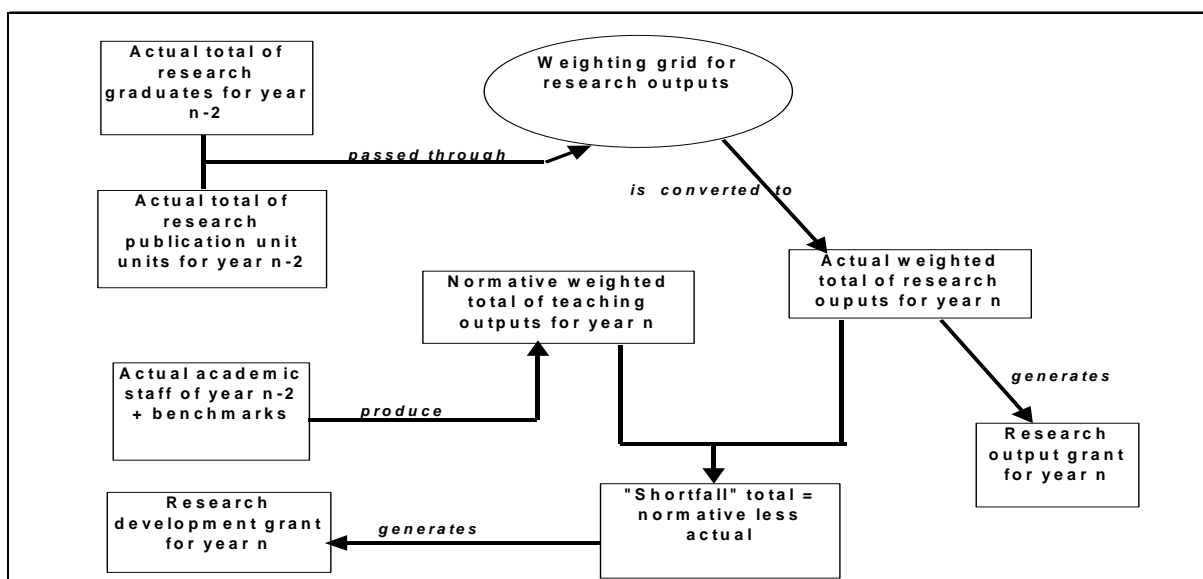 Actual total of
research
graduates for year
n-2
Weighting grid for
research outputs
passed through
is converted to
Actual total of
research
publication unit
units for year n-2
Normative weighted
total of teaching
outputs for year n
Actual weighted
total of research
ouputs for year n
Actual academic
staff of year n-2
+ benchmarks
produce
generates
Research
output grant
for year n
Research
development grant
for year n
generates
"Shortfall" total =
normative less
actual